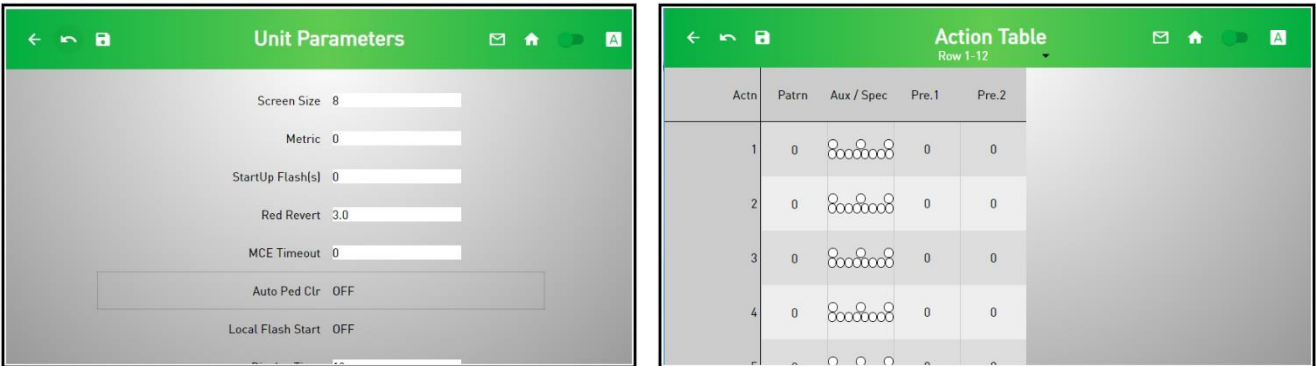 Unit Parameters
A
Screen Size 8
Metric 0
StartUp Flash(s) 0
Red Revert 3.0
MCE Timeout 0
Auto Ped Clr OFF
Local Flash Start OFF
Action Table
Row 1-12
A
Actn Patrn Aux / Spec Pre.1 Pre.2
1 0 0 0
2 0 0 0
3 0 0 0
4 0 0 0